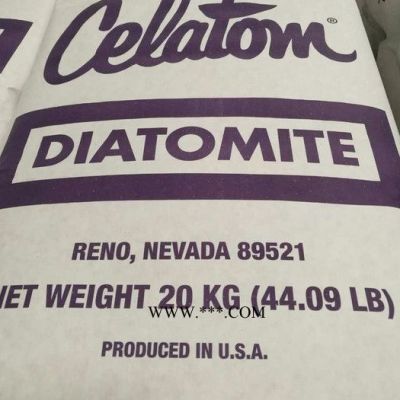 Celatom®
DIATOMITE
RENO, NEVADA 89521
NET WEIGHT 20 KG (44.09 LB)
WWW.***.COM
PRODUCED IN U.S.A.